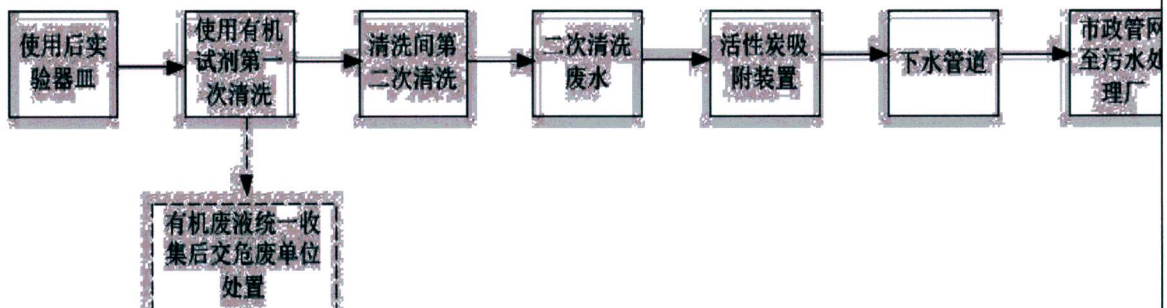 使用后实
验器皿
使用有机
试剂第一
次清洗
清洗间第
二次清洗
二次清洗
废水
活性炭吸
附装置
下水管道
市政管网
至污水处
理厂
有机废液统一收
集后交危废单位
处置